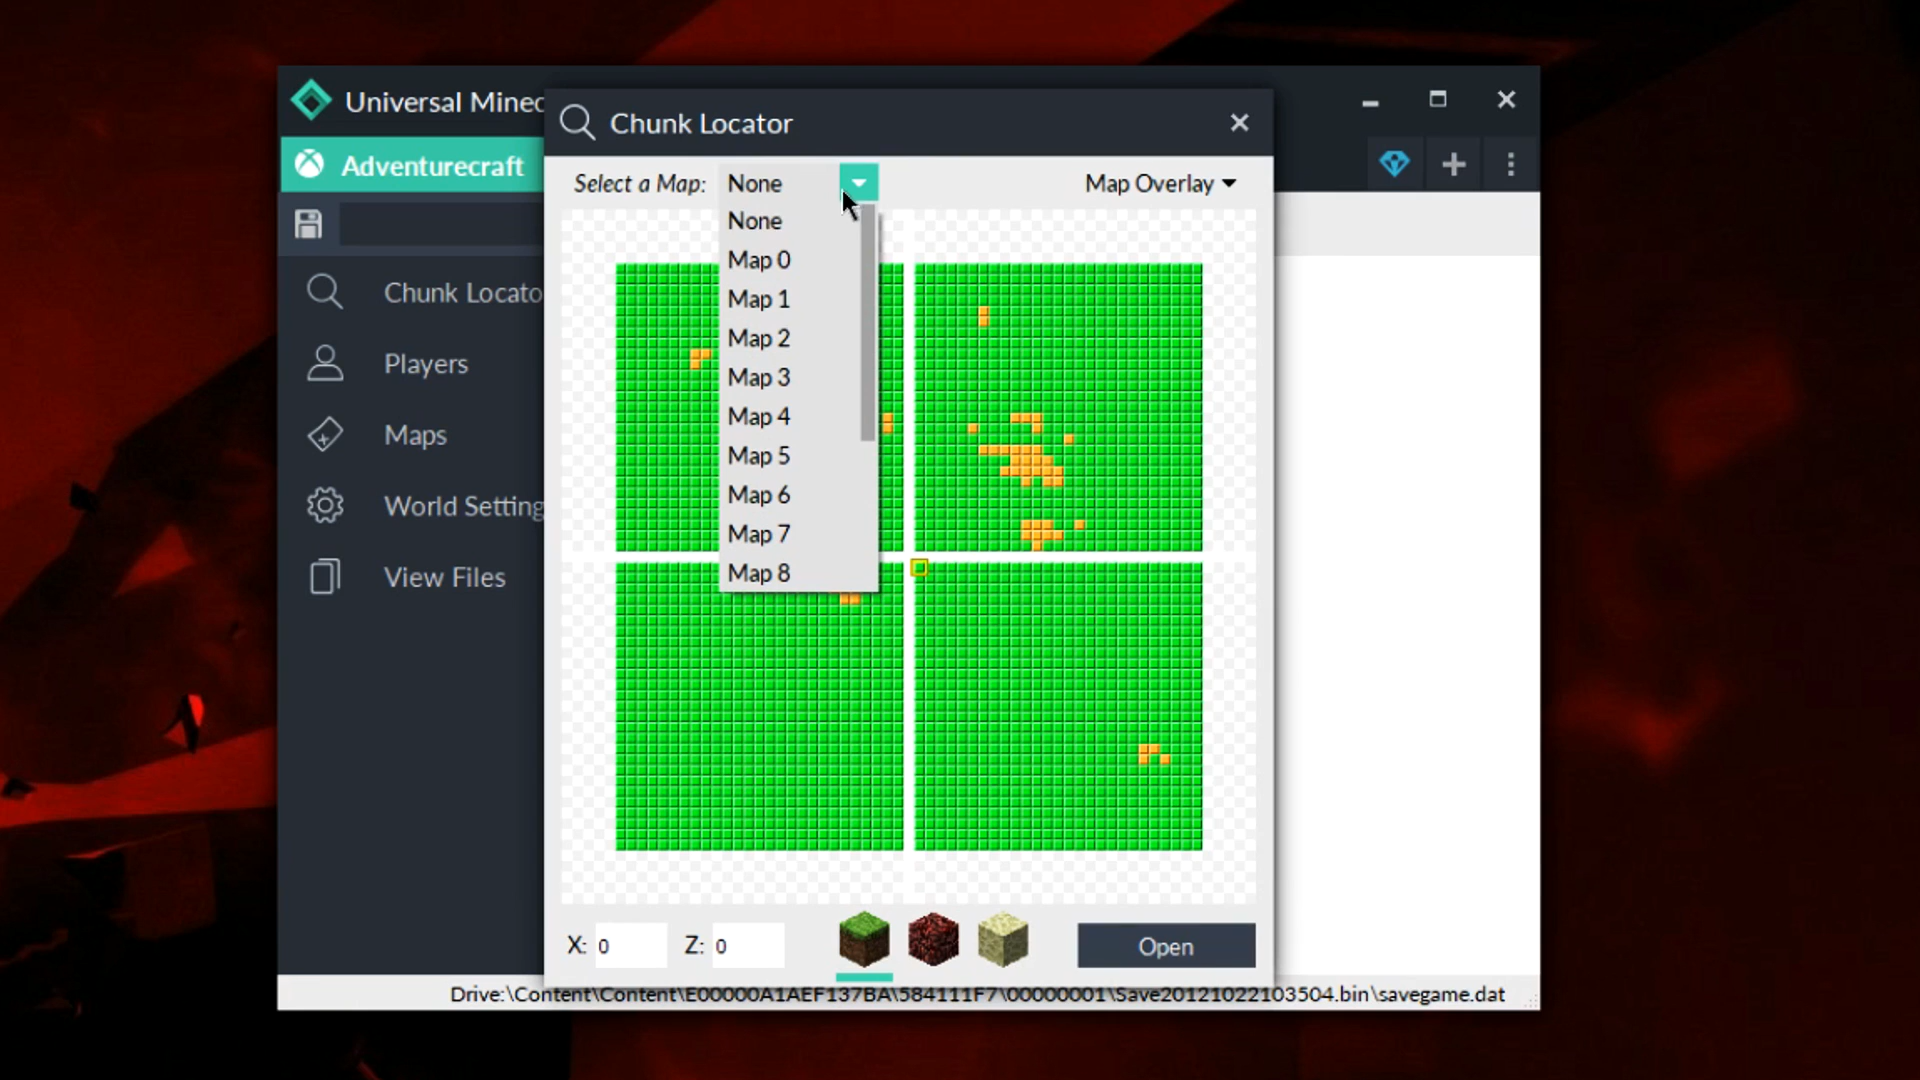 Universal Minec
Chunk Locator
Adventurecraft
Select a Map: None
Map Overlay
None
Map 0
Map 1
Map 2
Map 3
Map 4
Map 5
Map 6
Map 7
Map 8
Chunk Locato
Players
Maps
World Setting
View Files
X: 0 Z: 0
Open
Drive:\Content\Content\E00000A1AEF137BA\584111F7\00000001\Save20121022103504.bin\savegame.dat